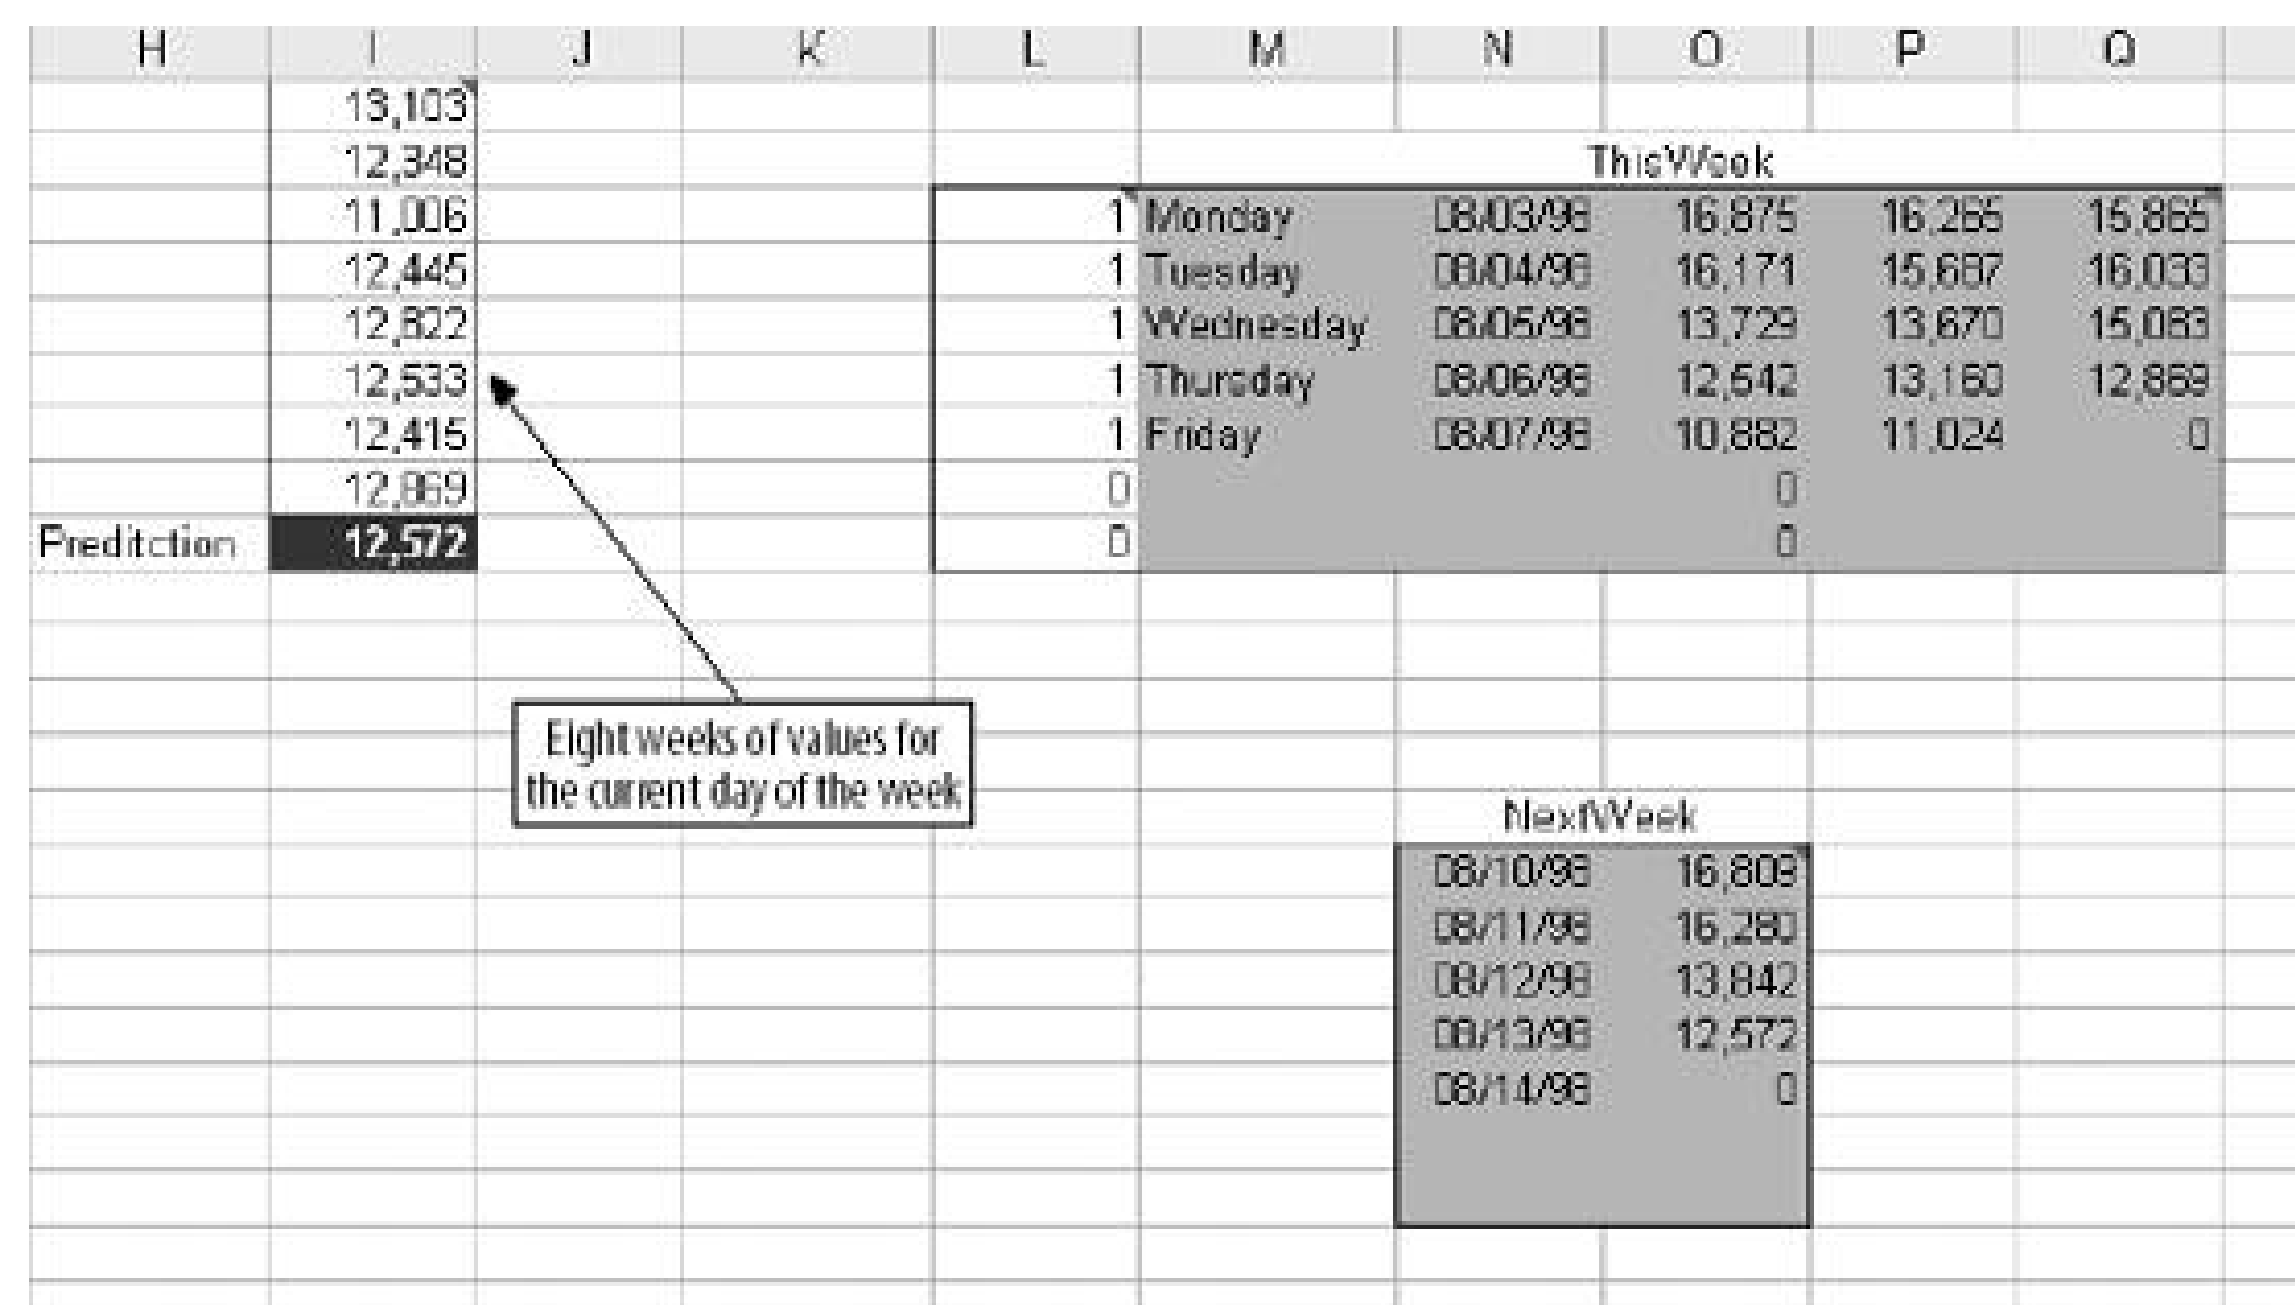 H I J K L M N O P Q
13,103
12,348 ThisWeek
11,006 1 Monday 08/03/98 16,875 16,265 15,865
12,445 1 Tuesday 08/04/98 16,171 15,687 16,033
12,822 1 Wednesday 08/05/98 13,729 13,670 15,083
12,533 1 Thursday 08/06/98 12,542 13,160 12,869
12,415 1 Friday 08/07/98 10,882 11,024 0
12,869 0 0
Preditction 12,572 0 0
Eight weeks of values for
the current day of the week
NextWeek
08/10/98 16,809
08/11/98 16,280
08/12/98 13,842
08/13/98 12,572
08/14/98 0